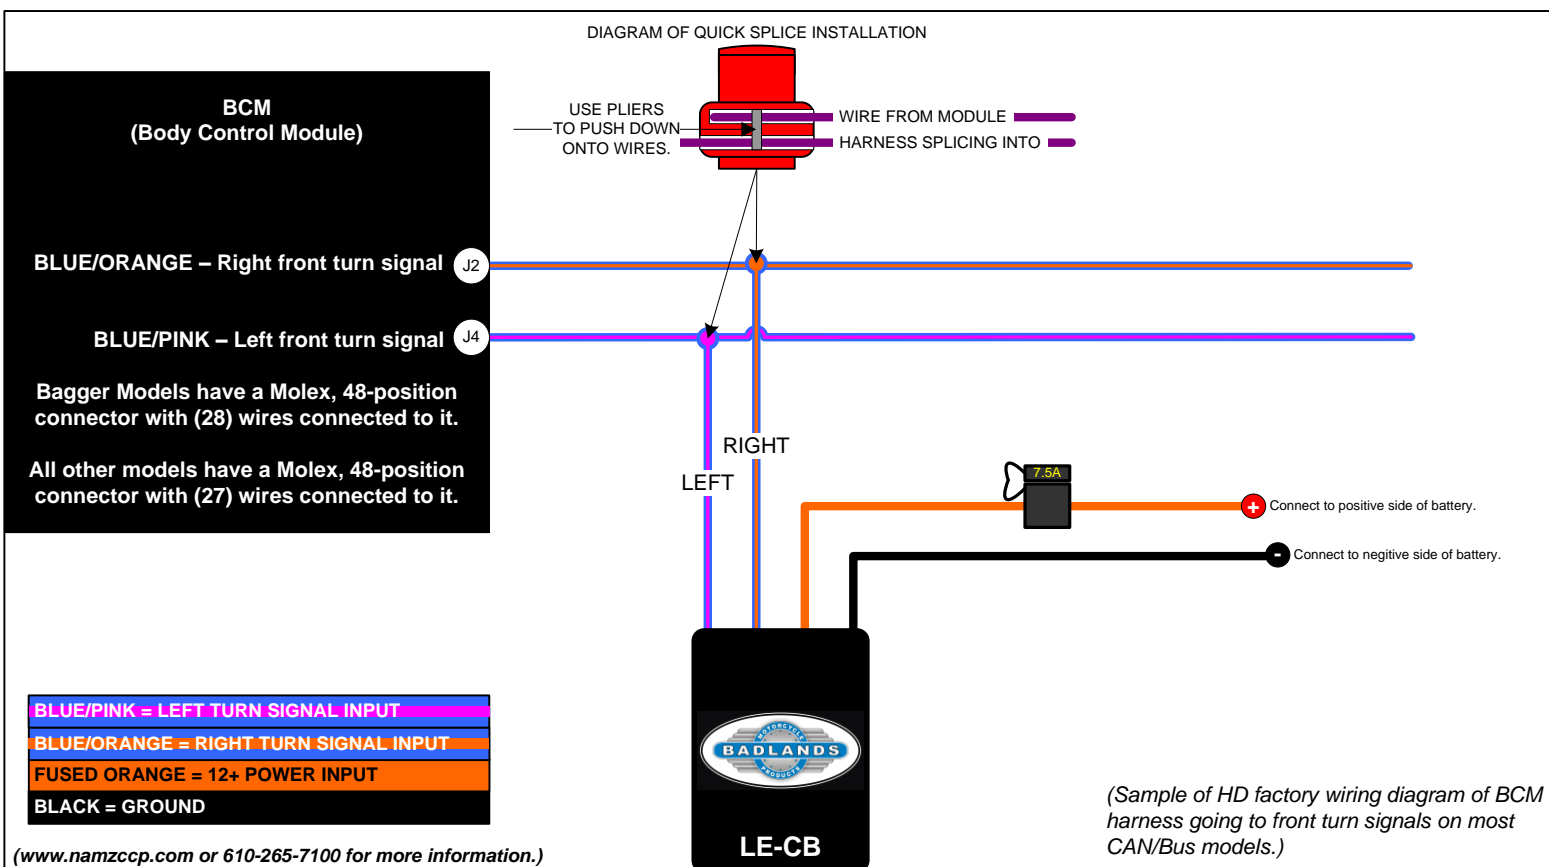 DIAGRAM OF QUICK SPLICE INSTALLATION
USE PLIERS
TO PUSH DOWN
ONTO WIRES.
WIRE FROM MODULE
HARNESS SPLICING INTO
BCM
(Body Control Module)
BLUE/ORANGE – Right front turn signal
J2
BLUE/PINK – Left front turn signal
J4
Bagger Models have a Molex, 48-position
connector with (28) wires connected to it.
All other models have a Molex, 48-position
connector with (27) wires connected to it.
RIGHT
LEFT
7.5A
+
Connect to positive side of battery.
-
Connect to negitive side of battery.
BLUE/PINK = LEFT TURN SIGNAL INPUT
BLUE/ORANGE = RIGHT TURN SIGNAL INPUT
FUSED ORANGE = 12+ POWER INPUT
BLACK = GROUND
(www.namzccp.com or 610-265-7100 for more information.)
MOTORCYCLE
BADLANDS
PRODUCTS
LE-CB
(Sample of HD factory wiring diagram of BCM
harness going to front turn signals on most
CAN/Bus models.)